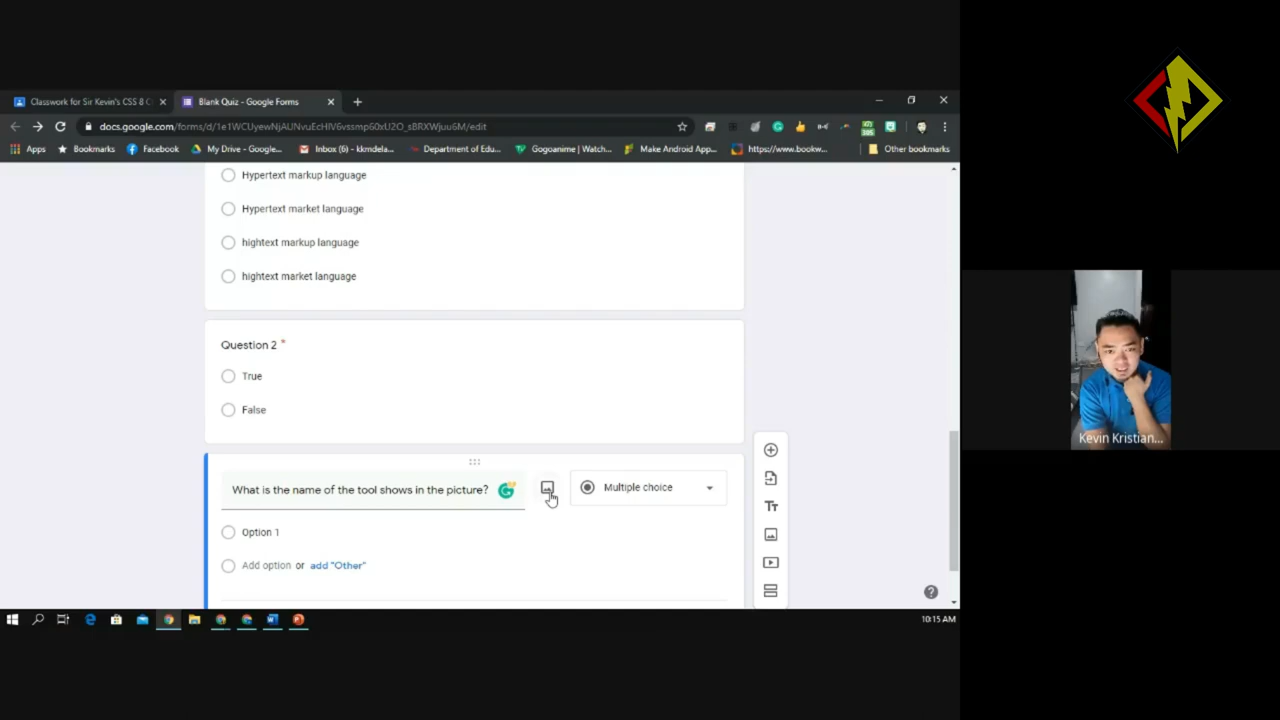 Classwork for Sir Kevin's CSS 8 C
Blank Quiz - Google Forms
docs.google.com/forms/d/1e1WCUyewNjAUNvuEcHIV6vssmp60xU2O_sBRXWjuu6M/edit
Apps
Bookmarks
Facebook
My Drive - Google...
Inbox (6) - kkmdela...
Department of Edu...
Gogoanime | Watch...
Make Android App...
https://www.bookw...
Other bookmarks
Hypertext markup language
Hypertext market language
hightext markup language
hightext market language
Question 2 *
True
False
What is the name of the tool shows in the picture?
Multiple choice
Option 1
Add option or add "Other"
Tт
10:15 AM
Kevin Kristian...